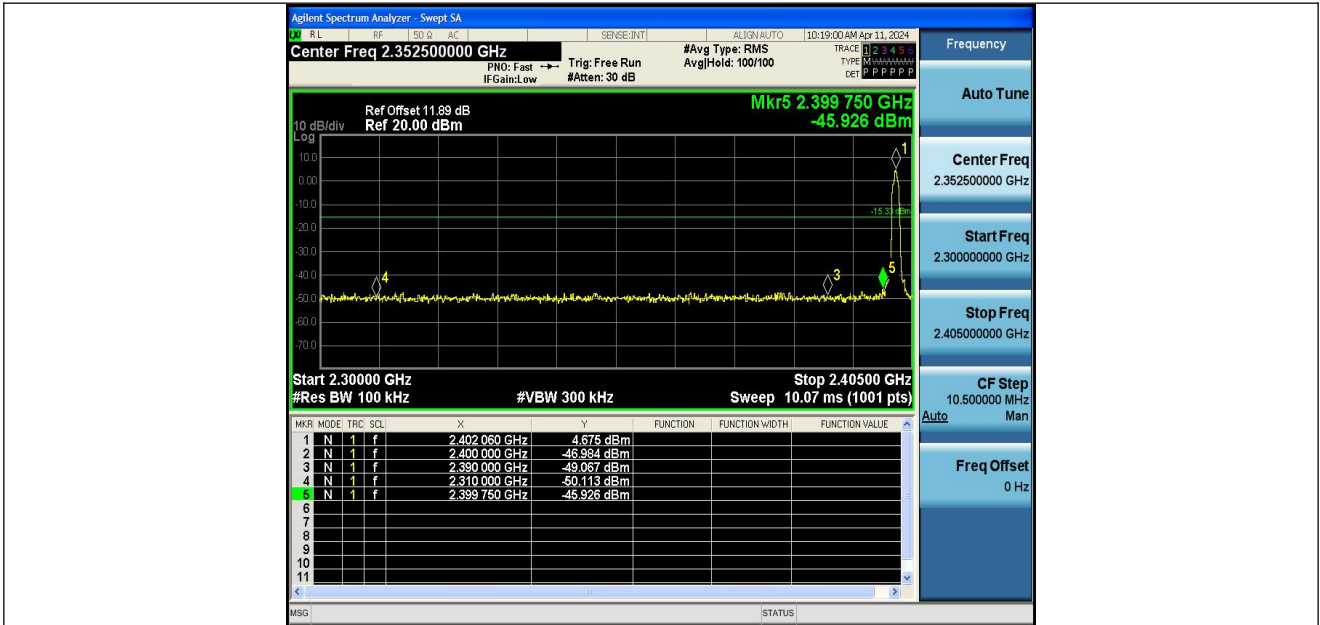 Agilent Spectrum Analyzer - Swept SA
LXI RL RF 50 Ω AC SENSE:INT ALIGN AUTO 10:19:00 AM Apr 11, 2024
Center Freq 2.352500000 GHz #Avg Type: RMS TRACE 1 2 3 4 5 6
PNO: Fast Trig: Free Run Avg|Hold: 100/100 TYPE M
IFGain:Low #Atten: 30 dB DET P P P P P P
Mkr5 2.399 750 GHz
-45.926 dBm
Ref Offset 11.89 dB
10 dB/div Ref 20.00 dBm
Log
10.0
0.00
-10.0
-20.0
-30.0
-40.0
-50.0
-60.0
-70.0
1
-15.33 dBm
4
3
5
Start 2.30000 GHz Stop 2.40500 GHz
#Res BW 100 kHz #VBW 300 kHz Sweep 10.07 ms (1001 pts)
MKR MODE TRC SCL X Y FUNCTION FUNCTION WIDTH FUNCTION VALUE
1 N 1 f 2.402 060 GHz 4.675 dBm
2 N 1 f 2.400 000 GHz -46.984 dBm
3 N 1 f 2.390 000 GHz -49.067 dBm
4 N 1 f 2.310 000 GHz -50.113 dBm
5 N 1 f 2.399 750 GHz -45.926 dBm
6
7
8
9
10
11
MSG STATUS
Frequency
Auto Tune
Center Freq
2.352500000 GHz
Start Freq
2.300000000 GHz
Stop Freq
2.405000000 GHz
CF Step
10.500000 MHz
Auto Man
Freq Offset
0 Hz